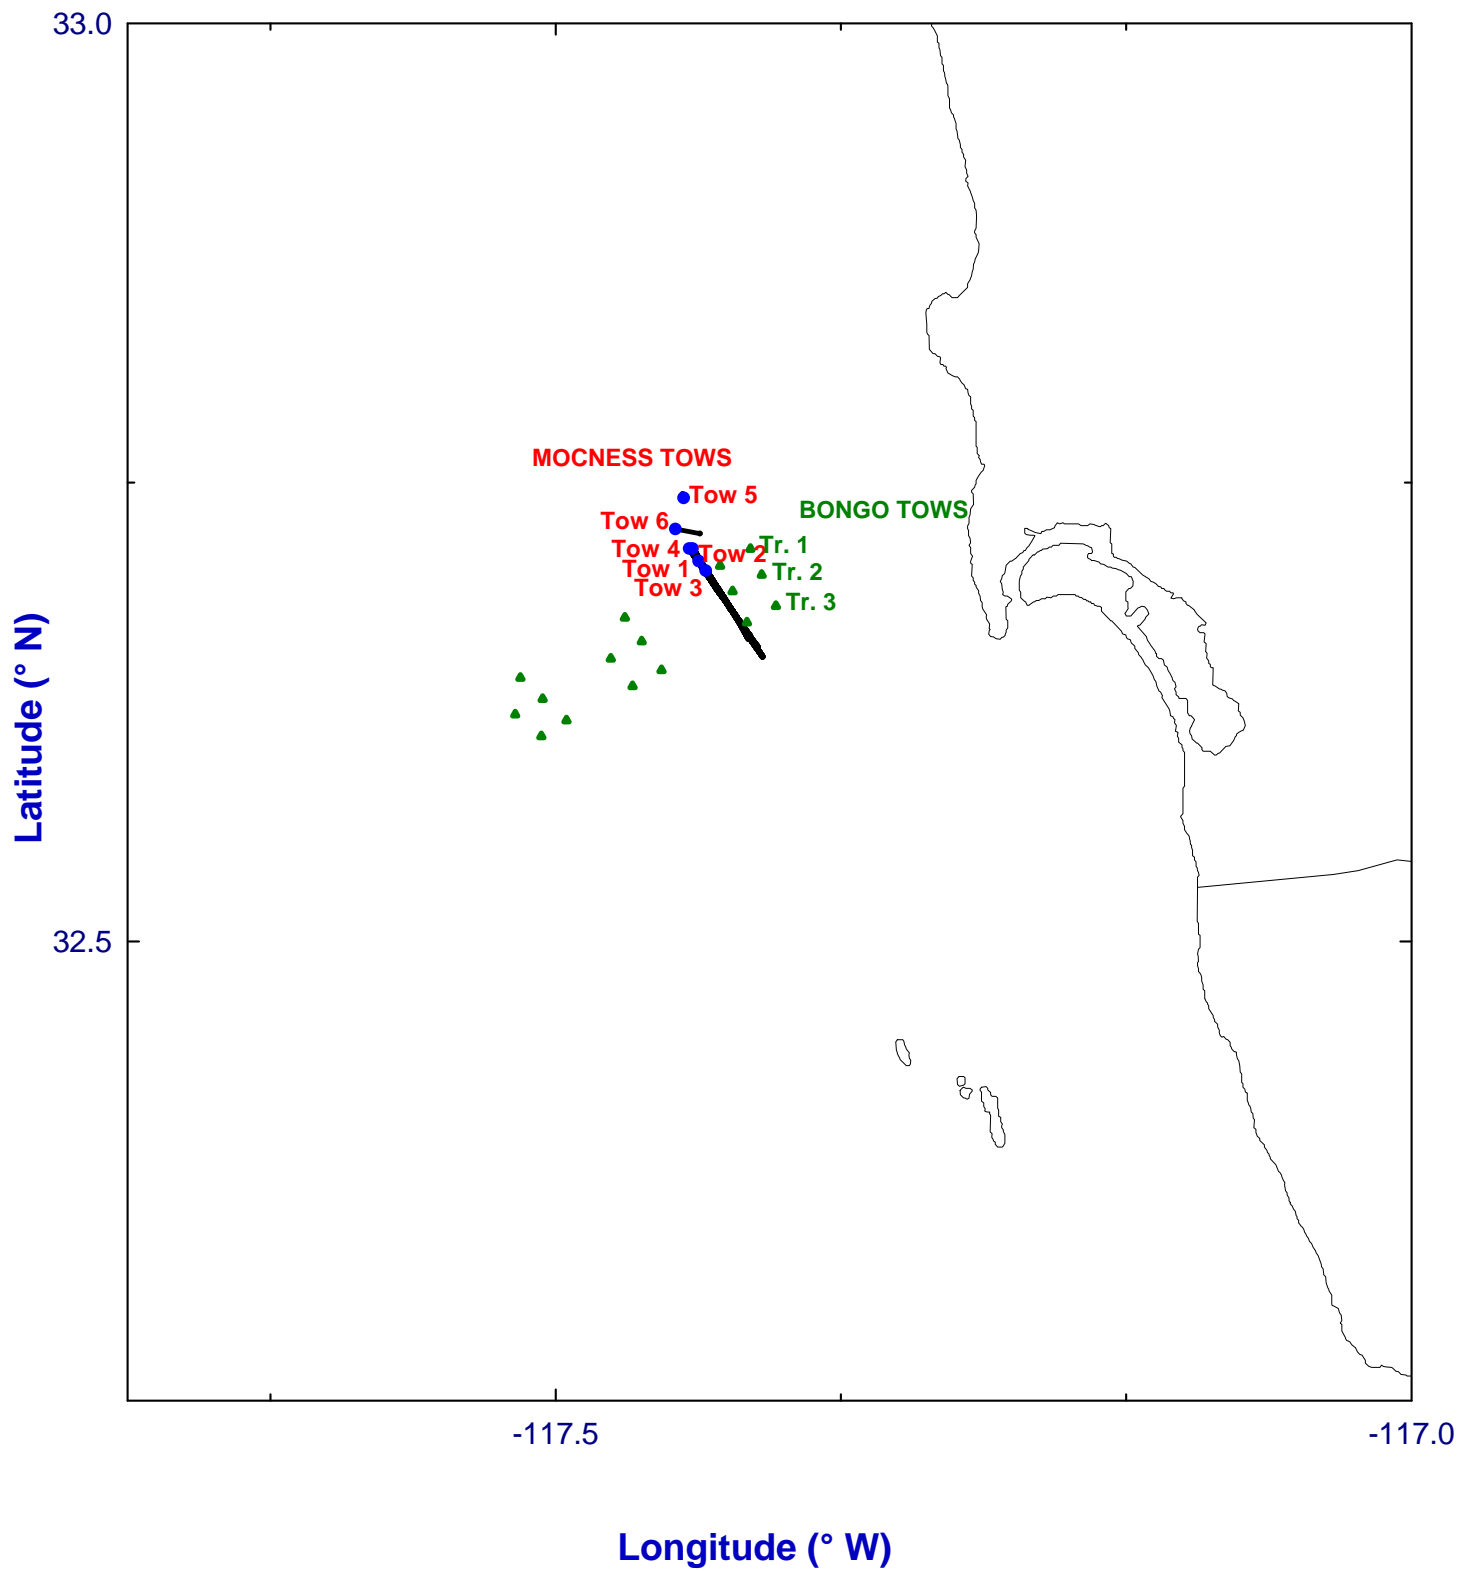 33.0
MOCNESS TOWS
Tow 5
BONGO TOWS
Tow 6
Tr. 1
Tow 4
Tow 2
Tow 1
Tr. 2
Tow 3
Tr. 3
Latitude (° N)
32.5
-117.5
-117.0
Longitude (° W)